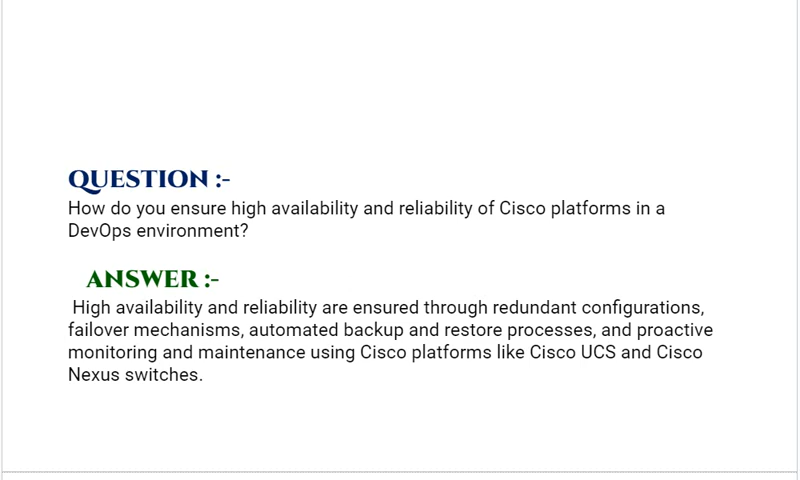 QUESTION :-
How do you ensure high availability and reliability of Cisco platforms in a
DevOps environment?
ANSWER :-
High availability and reliability are ensured through redundant configurations,
failover mechanisms, automated backup and restore processes, and proactive
monitoring and maintenance using Cisco platforms like Cisco UCS and Cisco
Nexus switches.